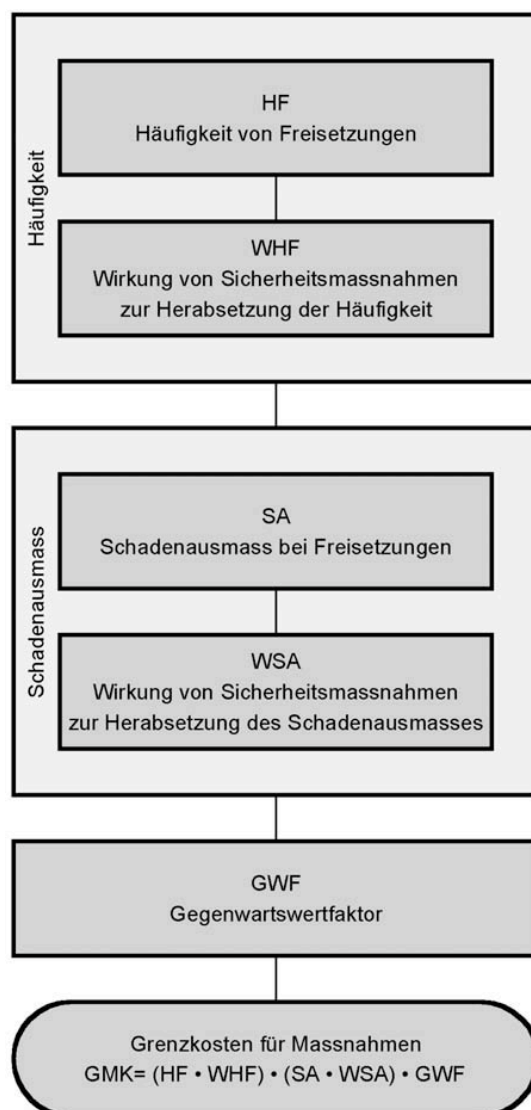 Häufigkeit
HF
Häufigkeit von Freisetzungen
WHF
Wirkung von Sicherheitsmassnahmen
zur Herabsetzung der Häufigkeit
Schadenausmass
SA
Schadenausmass bei Freisetzungen
WSA
Wirkung von Sicherheitsmassnahmen
zur Herabsetzung des Schadenausmasses
GWF
Gegenwartswertfaktor
Grenzkosten für Massnahmen
GMK= (HF • WHF) • (SA • WSA) • GWF